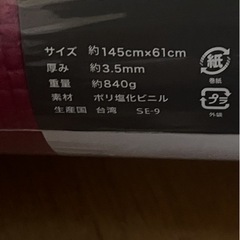 サイズ 約145cm×61cm
厚み 約3.5mm
重量 約840g
素材 ポリ塩化ビニル
生産国 台湾 SE-9
紙
巻紙
プラ
外袋